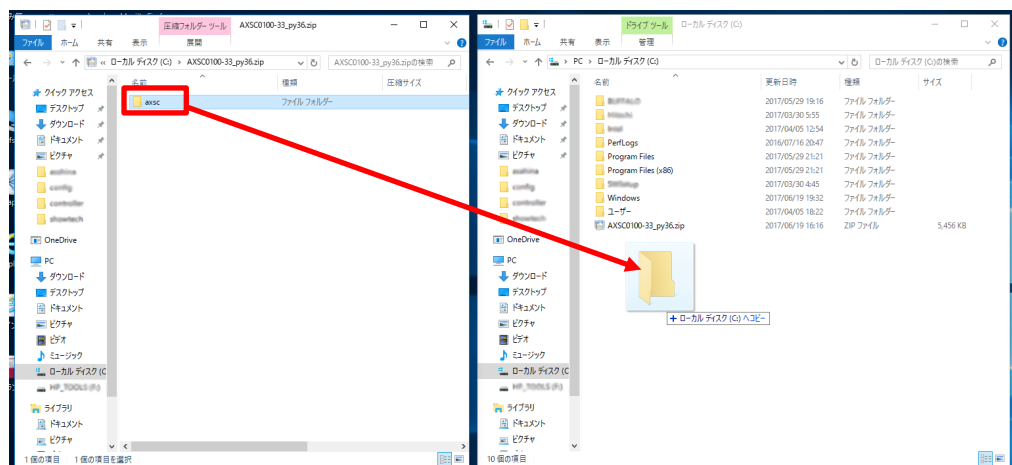 圧縮フォルダー ツール AXSC0100-33_py36.zip
ファイル ホーム 共有 表示 展開
« ローカル ディスク (C:) › AXSC0100-33_py36.zip AXSC0100-33_py36.zipの検索
名前 種類 圧縮サイズ
クイック アクセス
axsc ファイル フォルダー
デスクトップ
ダウンロード
ドキュメント
ピクチャ
asahina
config
controller
showtech
OneDrive
PC
ダウンロード
デスクトップ
ドキュメント
ピクチャ
ビデオ
ミュージック
ローカル ディスク (C
HP_TOOLS (F:)
ライブラリ
ドキュメント
ピクチャ
1 個の項目 1 個の項目を選択
ドライブ ツール ローカル ディスク (C:)
ファイル ホーム 共有 表示 管理
› PC › ローカル ディスク (C:) ローカル ディスク (C:)の検索
名前 更新日時 種類 サイズ
クイック アクセス
デスクトップ
ダウンロード
ドキュメント
ピクチャ
config
controller
showtech
OneDrive
PC
ダウンロード
デスクトップ
ドキュメント
ピクチャ
ビデオ
ミュージック
ローカル ディスク (C
HP_TOOLS (F:)
ライブラリ
ドキュメント
ピクチャ
BUFFALO 2017/05/29 19:16 ファイル フォルダー
Hitachi 2017/03/30 5:55 ファイル フォルダー
Intel 2017/04/05 12:54 ファイル フォルダー
PerfLogs 2016/07/16 20:47 ファイル フォルダー
Program Files 2017/05/29 21:21 ファイル フォルダー
Program Files (x86) 2017/05/29 21:21 ファイル フォルダー
SWSetup 2017/03/30 4:45 ファイル フォルダー
Windows 2017/06/19 19:32 ファイル フォルダー
ユーザー 2017/04/05 18:22 ファイル フォルダー
AXSC0100-33_py36.zip 2017/06/19 16:16 ZIP ファイル 5,456 KB
+ ローカル ディスク (C:) へコピー
10 個の項目